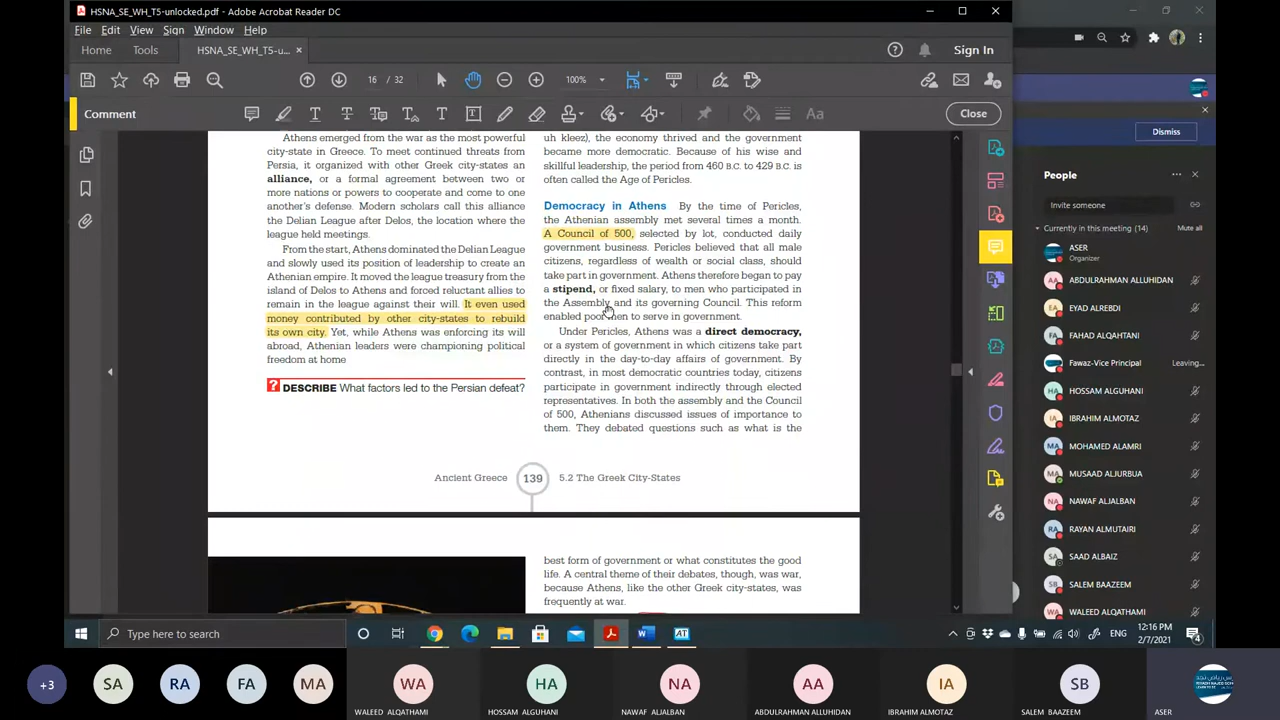 HSNA_SE_WH_T5-unlocked.pdf - Adobe Acrobat Reader DC
File Edit View Sign Window Help
Home Tools HSNA_SE_WH_T5-u... × Sign In
16 / 32 100%
Comment Close
Athens emerged from the war as the most powerful
city-state in Greece. To meet continued threats from
Persia, it organized with other Greek city-states an
alliance, or a formal agreement between two or
more nations or powers to cooperate and come to one
another's defense. Modern scholars call this alliance
the Delian League after Delos, the location where the
league held meetings.
From the start, Athens dominated the Delian League
and slowly used its position of leadership to create an
Athenian empire. It moved the league treasury from the
island of Delos to Athens and forced reluctant allies to
remain in the league against their will. It even used
money contributed by other city-states to rebuild
its own city. Yet, while Athens was enforcing its will
abroad, Athenian leaders were championing political
freedom at home
? DESCRIBE What factors led to the Persian defeat?
uh kleez), the economy thrived and the government
became more democratic. Because of his wise and
skillful leadership, the period from 460 B.C. to 429 B.C. is
often called the Age of Pericles.
Democracy in Athens By the time of Pericles,
the Athenian assembly met several times a month.
A Council of 500, selected by lot, conducted daily
government business. Pericles believed that all male
citizens, regardless of wealth or social class, should
take part in government. Athens therefore began to pay
a stipend, or fixed salary, to men who participated in
the Assembly and its governing Council. This reform
enabled poor men to serve in government.
Under Pericles, Athens was a direct democracy,
or a system of government in which citizens take part
directly in the day-to-day affairs of government. By
contrast, in most democratic countries today, citizens
participate in government indirectly through elected
representatives. In both the assembly and the Council
of 500, Athenians discussed issues of importance to
them. They debated questions such as what is the
Ancient Greece 139 5.2 The Greek City-States
best form of government or what constitutes the good
life. A central theme of their debates, though, was war,
because Athens, like the other Greek city-states, was
frequently at war.
Dismiss
People
Invite someone
Currently in this meeting (14) Mute all
ASER
Organizer
AA ABDULRAHMAN ALLUHIDAN
EA EYAD ALREBDI
FA FAHAD ALQAHTANI
Fawaz-Vice Principal Leaving...
HA HOSSAM ALGUHANI
IA IBRAHIM ALMOTAZ
MA MOHAMED ALAMRI
MA MUSAAD ALJURBUA
NA NAWAF ALJALBAN
RA RAYAN ALMUTAIRI
SA SAAD ALBAIZ
SB SALEM BAAZEEM
WA WALEED ALQATHAMI
Type here to search
AT
ENG
12:16 PM
2/7/2021
4
+3 SA RA FA MA WA HA NA AA IA SB
WALEED ALQATHAMI HOSSAM ALGUHANI NAWAF ALJALBAN ABDULRAHMAN ALLUHIDAN IBRAHIM ALMOTAZ SALEM BAAZEEM ASER